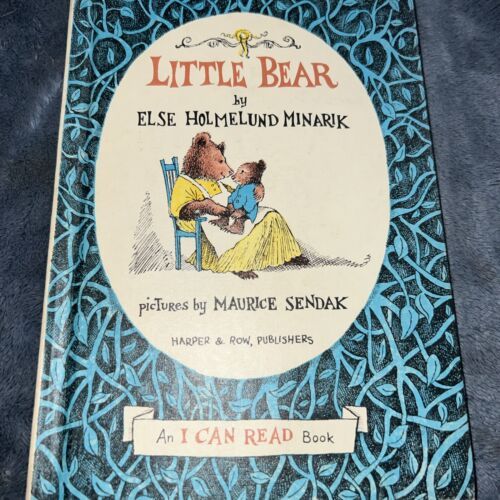 LITTLE BEAR
by
ELSE HOLMELUND MINARIK
pictures by MAURICE SENDAK
HARPER & ROW, PUBLISHERS
An I CAN READ Book